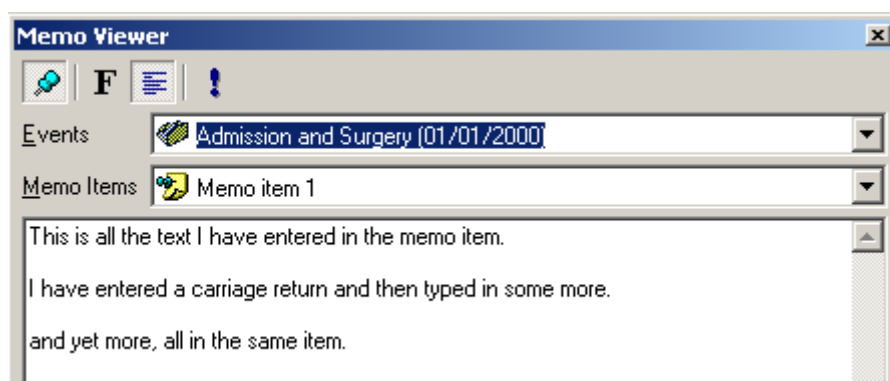 Memo Viewer
F
Events Admission and Surgery (01/01/2000)
Memo Items Memo item 1
This is all the text I have entered in the memo item.
I have entered a carriage return and then typed in some more.
and yet more, all in the same item.